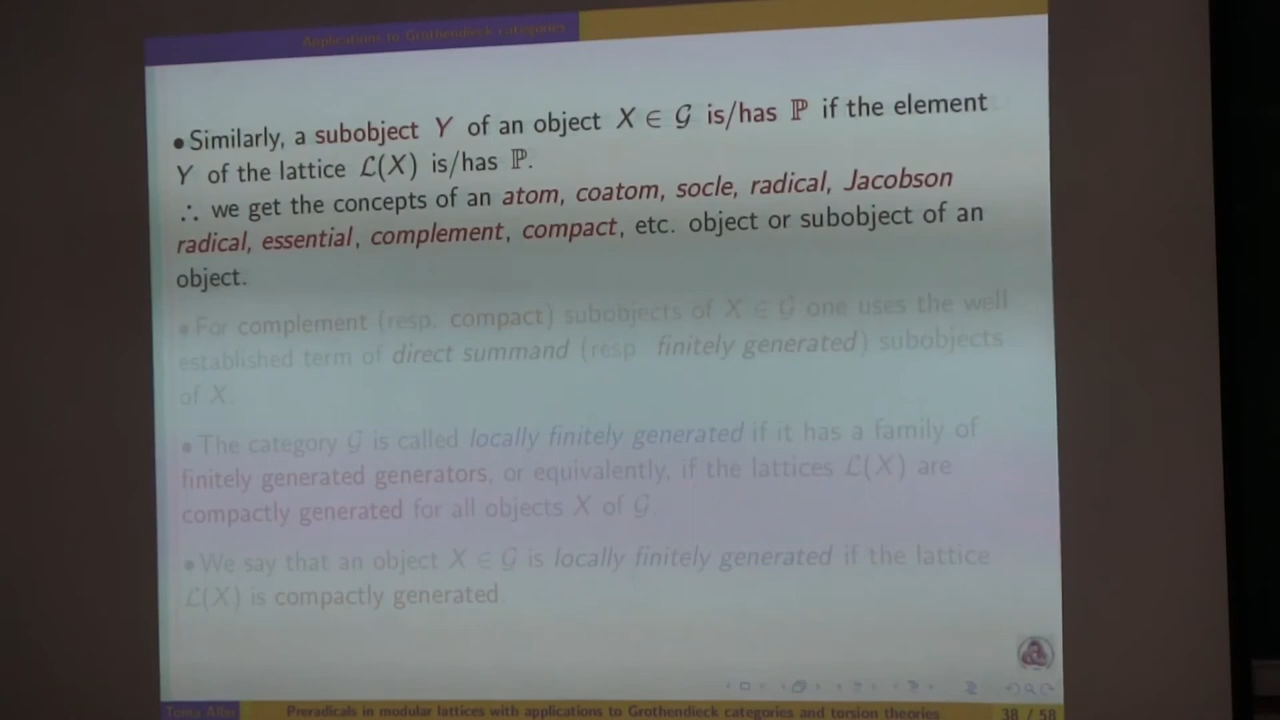 Applications to Grothendieck categories
• Similarly, a subobject Y of an object X ∈ 𝒢 is/has ℙ if the element
Y of the lattice ℒ(X) is/has ℙ.
∴ we get the concepts of an atom, coatom, socle, radical, Jacobson
radical, essential, complement, compact, etc. object or subobject of an
object.
• For complement (resp. compact) subobjects of X ∈ 𝒢 one uses the well
established term of direct summand (resp finitely generated) subobjects
of X.
• The category 𝒢 is called locally finitely generated if it has a family of
finitely generated generators, or equivalently, if the lattices ℒ(X) are
compactly generated for all objects X of 𝒢.
• We say that an object X ∈ 𝒢 is locally finitely generated if the lattice
ℒ(X) is compactly generated
Toma Albu Preradicals in modular lattices with applications to Grothendieck categories and torsion theories 38 / 58